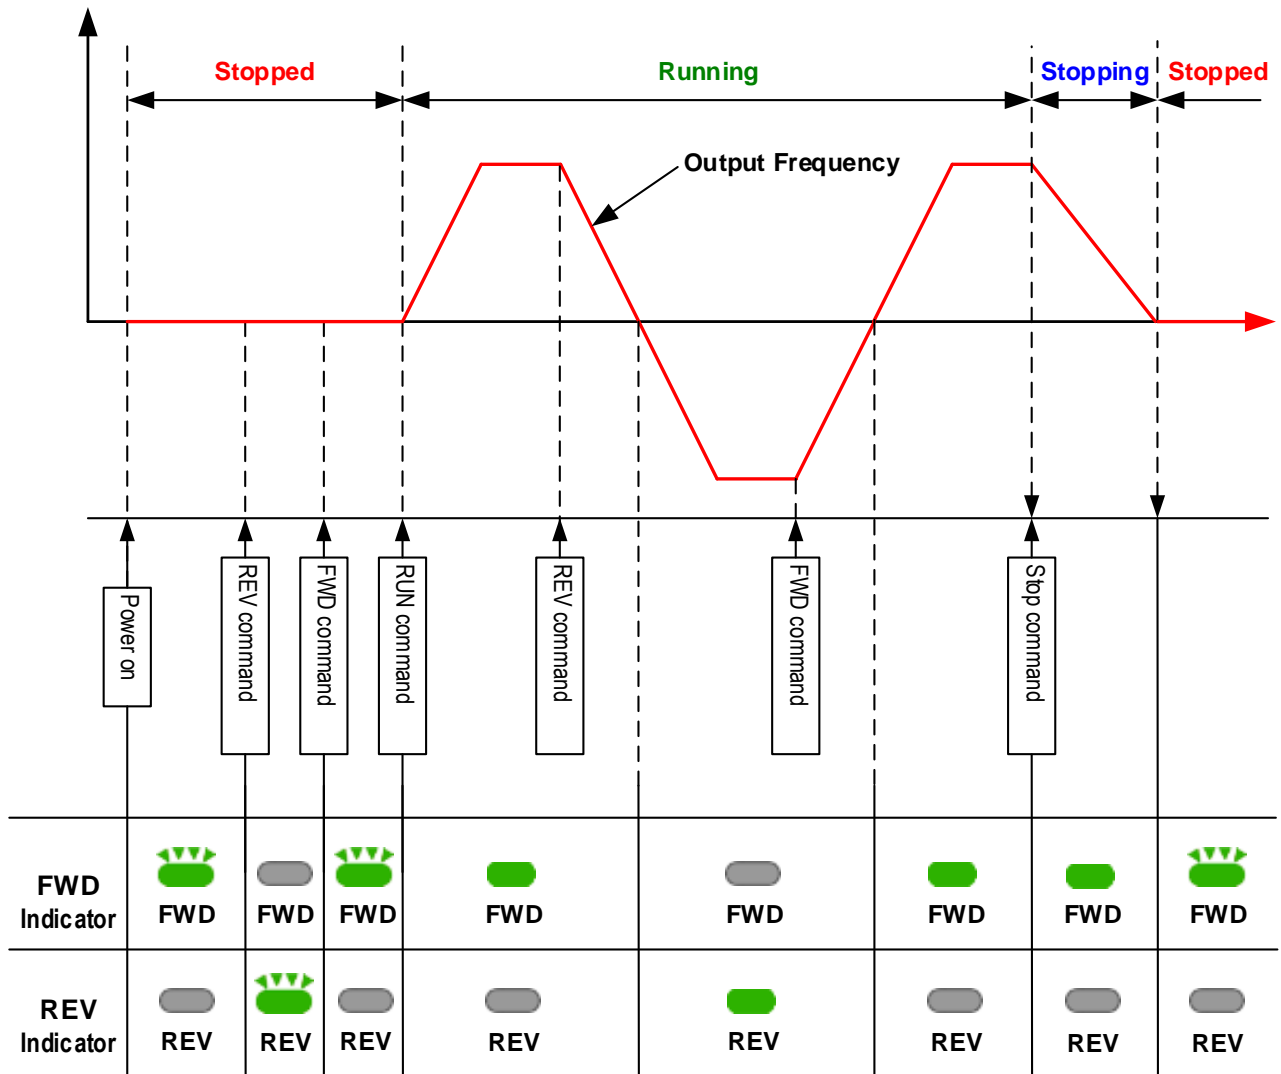 Stopped
Running
Stopping
Stopped
Output Frequency
Power on
REV command
FWD command
RUN command
REV command
FWD command
Stop command
FWD
Indicator
FWD
FWD
FWD
FWD
FWD
FWD
FWD
FWD
REV
Indicator
REV
REV
REV
REV
REV
REV
REV
REV